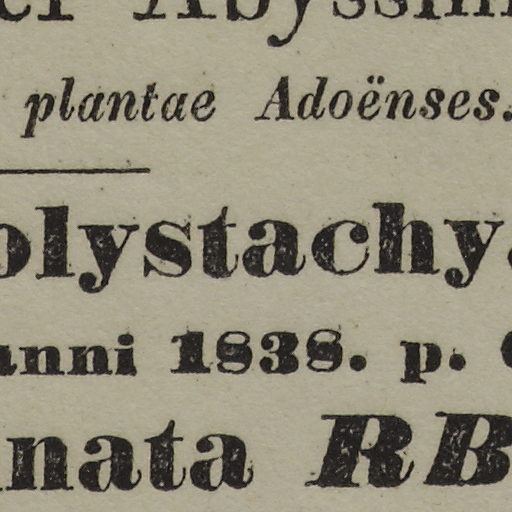 plantae Adoënses.
olystachy
anni 1838. p.
nata RB